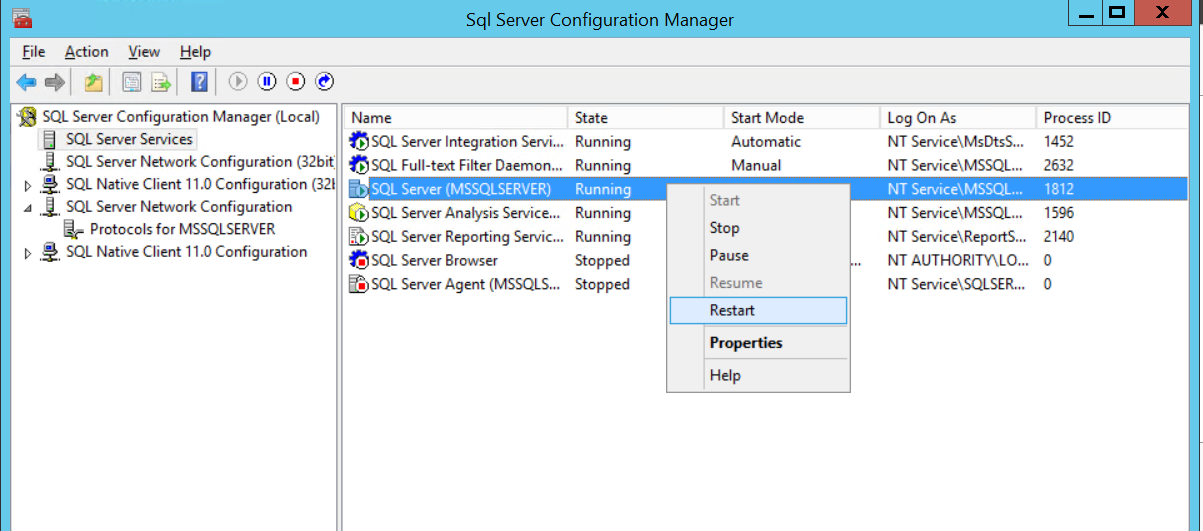 Sql Server Configuration Manager
File Action View Help
SQL Server Configuration Manager (Local)
SQL Server Services
SQL Server Network Configuration (32bit
SQL Native Client 11.0 Configuration (32l
SQL Server Network Configuration
Protocols for MSSQLSERVER
SQL Native Client 11.0 Configuration
Name State Start Mode Log On As Process ID
SQL Server Integration Servi... Running Automatic NT Service\MsDtsS... 1452
SQL Full-text Filter Daemon... Running Manual NT Service\MSSQL... 2632
SQL Server (MSSQLSERVER) Running NT Service\MSSQL... 1812
SQL Server Analysis Service... Running NT Service\MSSQL... 1596
SQL Server Reporting Servic... Running NT Service\ReportS... 2140
SQL Server Browser Stopped ... NT AUTHORITY\LO... 0
SQL Server Agent (MSSQLS... Stopped NT Service\SQLSER... 0
Start
Stop
Pause
Resume
Restart
Properties
Help